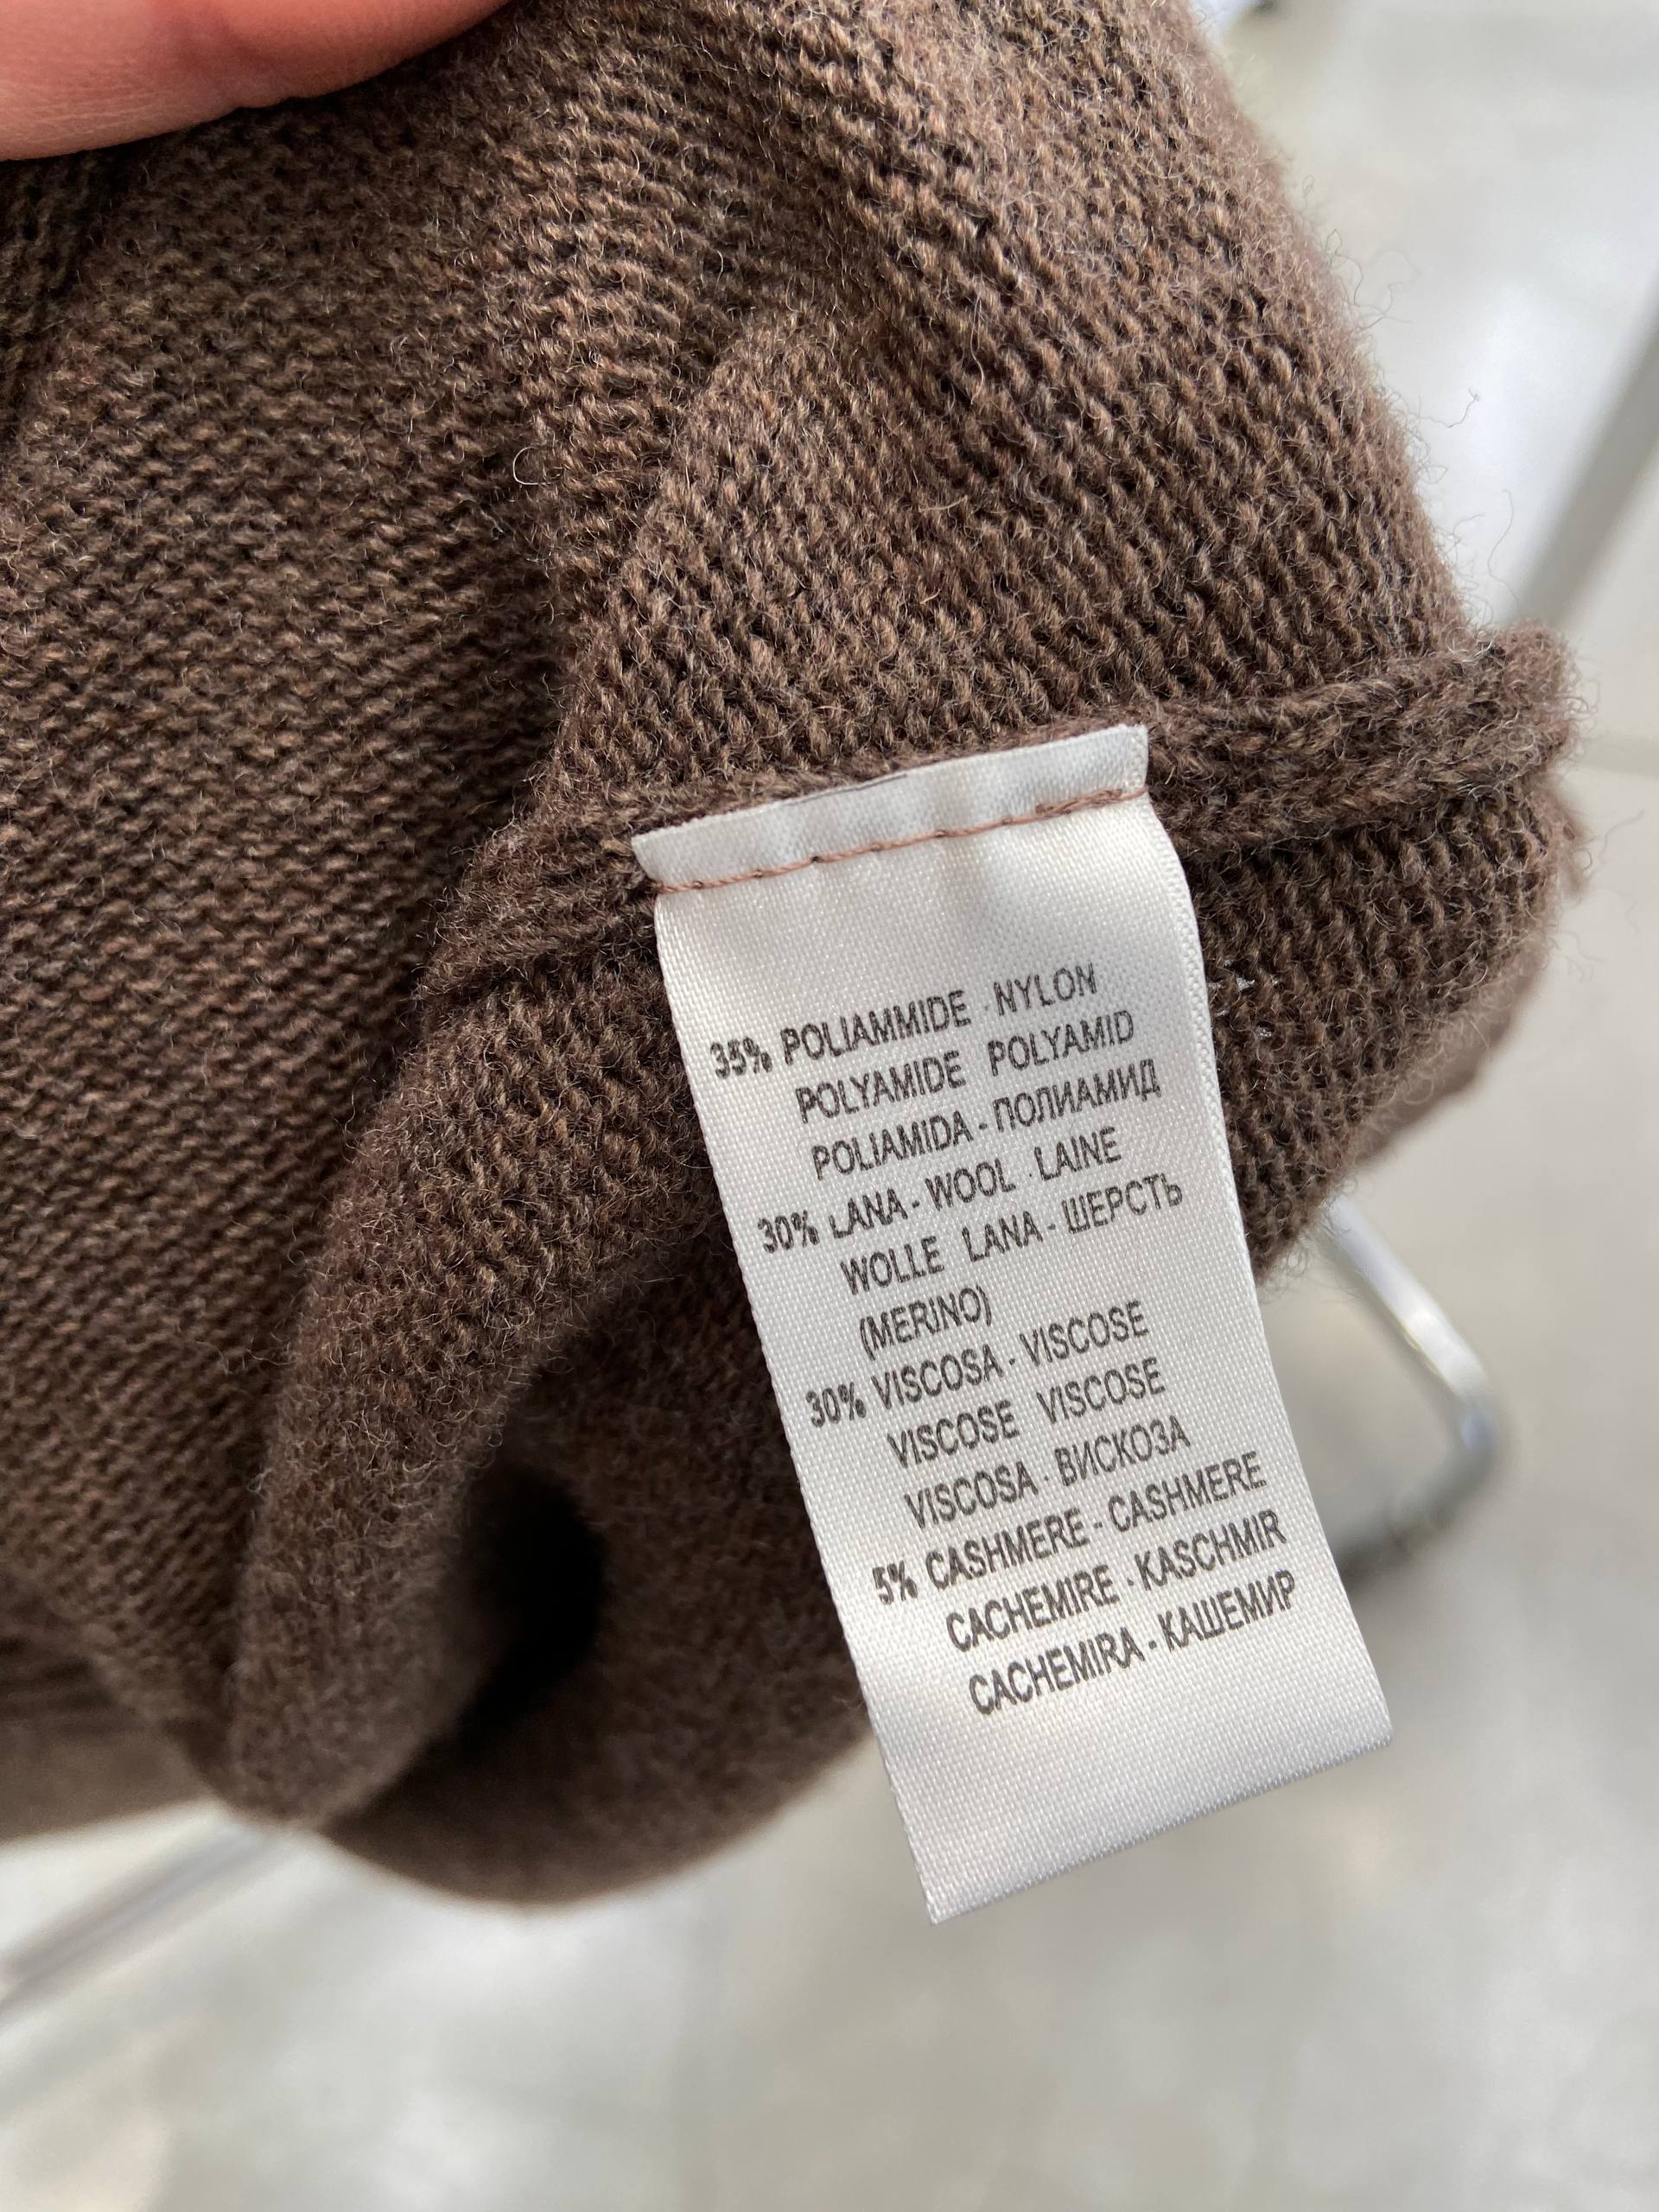 35% POLIAMMIDE · NYLON
POLYAMIDE POLYAMID
POLIAMIDA - ПОЛИАМИД
30% LANA - WOOL · LAINE
WOLLE LANA - ШЕРСТЬ
(MERINO)
30% VISCOSA · VISCOSE
VISCOSE VISCOSE
VISCOSA · ВИСКОЗА
5% CASHMERE - CASHMERE
CACHEMIRE · KASCHMIR
CACHEMIRA - КАШЕМИР